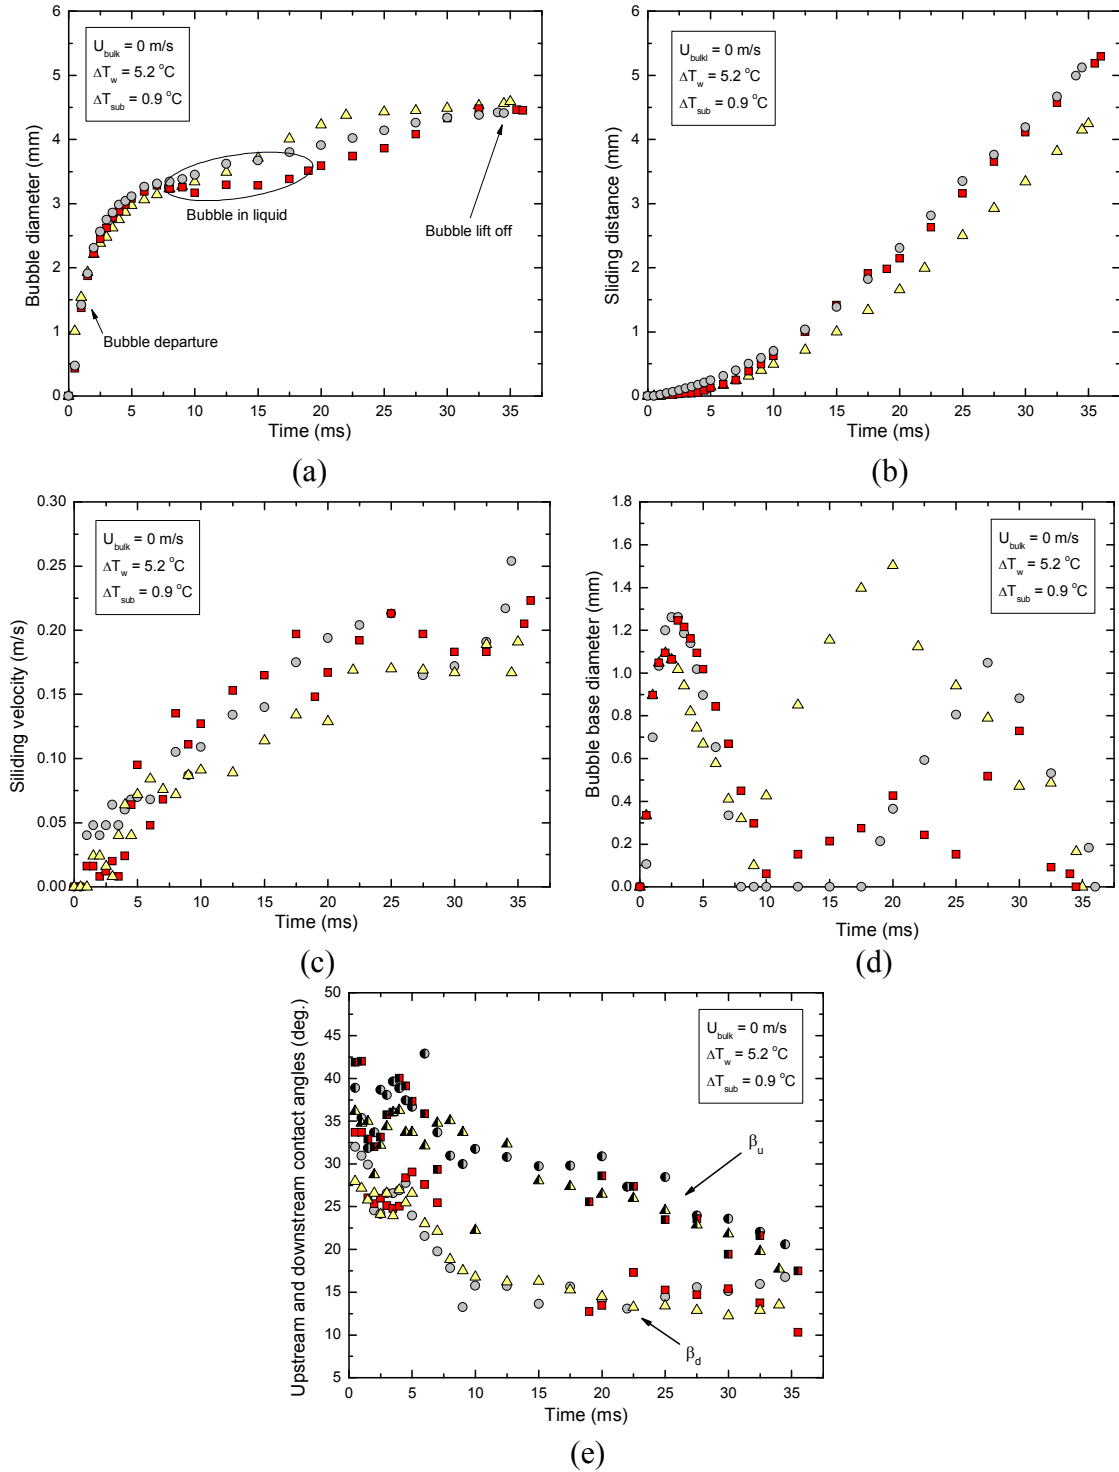 U_bulk = 0 m/s
ΔT_w = 5.2 °C
ΔT_sub = 0.9 °C
Bubble in liquid
Bubble lift off
Bubble departure
Bubble diameter (mm)
6
5
4
3
2
1
0
0 5 10 15 20 25 30 35
Time (ms)
(a)
U_bulkl = 0 m/s
ΔT_w = 5.2 °C
ΔT_sub = 0.9 °C
Sliding distance (mm)
6
5
4
3
2
1
0
0 5 10 15 20 25 30 35
Time (ms)
(b)
U_bulk = 0 m/s
ΔT_w = 5.2 °C
ΔT_sub = 0.9 °C
Siliding velocity (m/s)
0.30
0.25
0.20
0.15
0.10
0.05
0.00
0 5 10 15 20 25 30 35
Time (ms)
(c)
U_bulk = 0 m/s
ΔT_w = 5.2 °C
ΔT_sub = 0.9 °C
Bubble base diameter (mm)
1.8
1.6
1.4
1.2
1.0
0.8
0.6
0.4
0.2
0.0
0 5 10 15 20 25 30 35
Time (ms)
(d)
U_bulk = 0 m/s
ΔT_w = 5.2 °C
ΔT_sub = 0.9 °C
β_u
β_d
Upstream and downstream contact angles (deg.)
50
45
40
35
30
25
20
15
10
5
0 5 10 15 20 25 30 35
Time (ms)
(e)